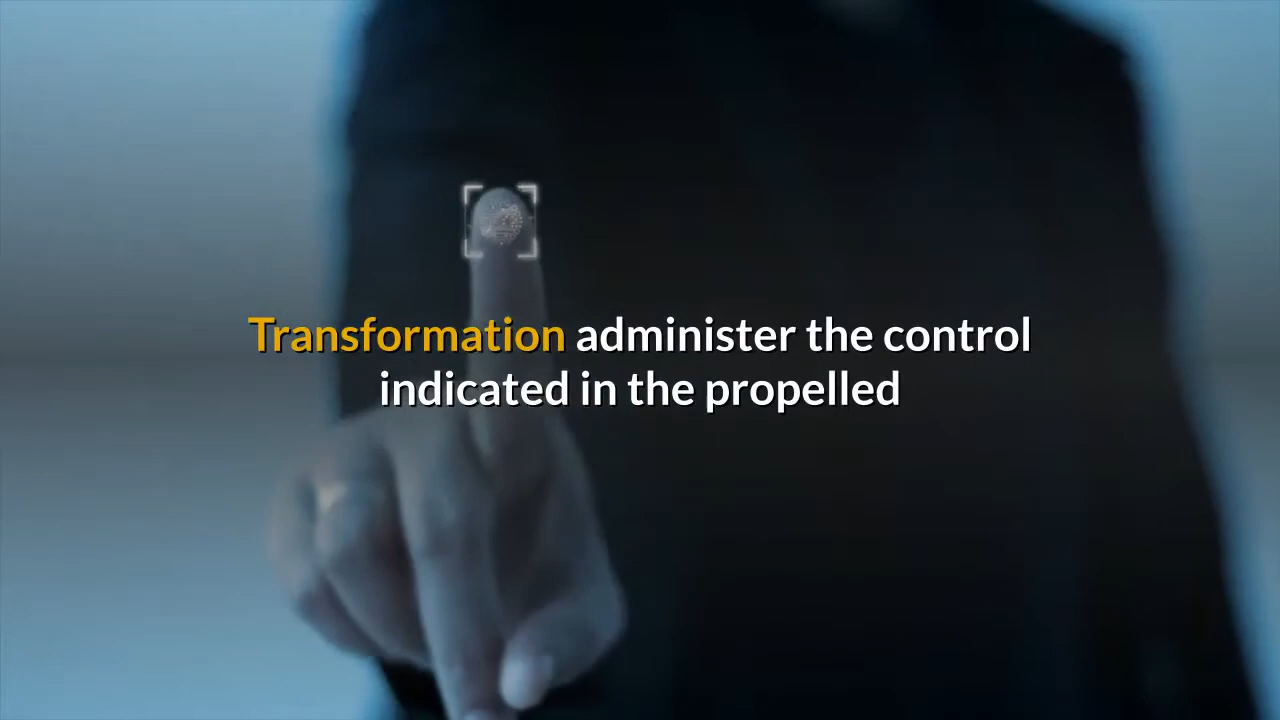 Transformation administer the control
indicated in the propelled